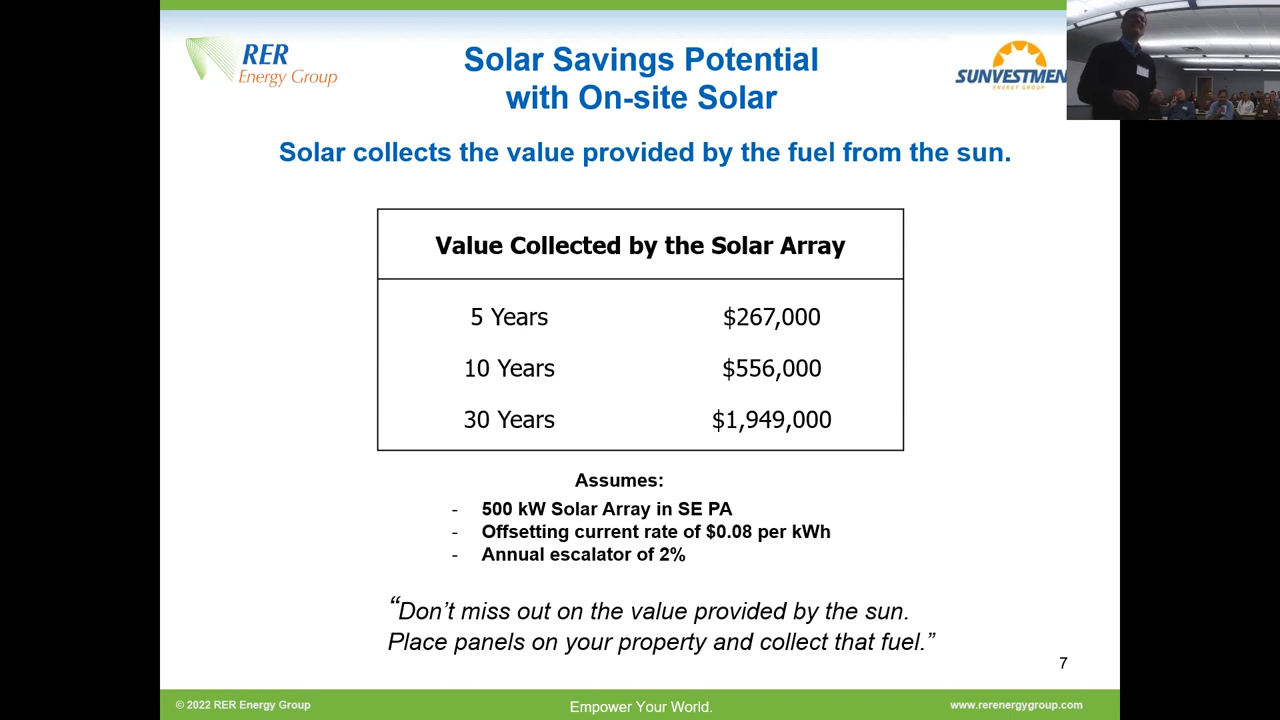 RER
Energy Group
Solar Savings Potential
with On-site Solar
SUNVESTMEN
ENERGY GROUP
Solar collects the value provided by the fuel from the sun.
Value Collected by the Solar Array
5 Years $267,000
10 Years $556,000
30 Years $1,949,000
Assumes:
- 500 kW Solar Array in SE PA
- Offsetting current rate of $0.08 per kWh
- Annual escalator of 2%
“Don’t miss out on the value provided by the sun.
Place panels on your property and collect that fuel.”
7
© 2022 RER Energy Group
Empower Your World.
www.rerenergygroup.com